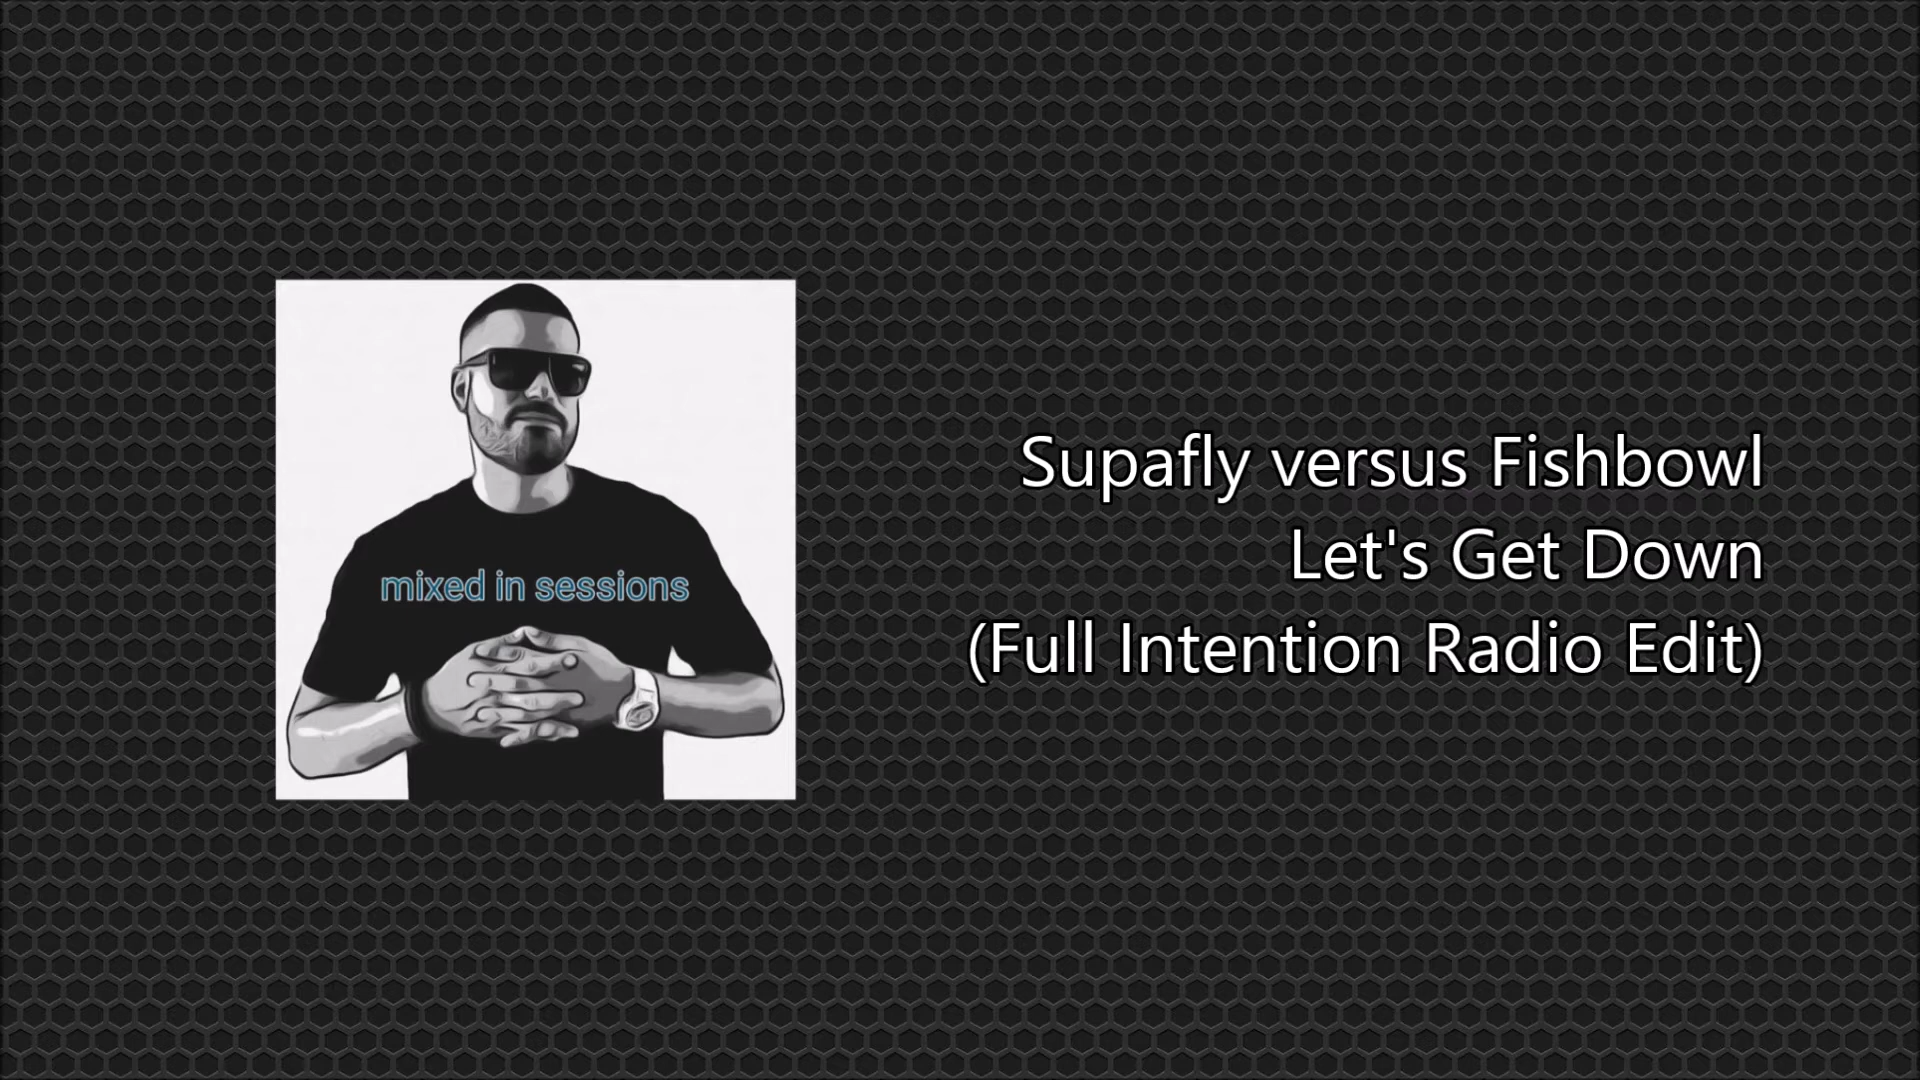 mixed in sessions
Supafly versus Fishbowl
Let's Get Down
(Full Intention Radio Edit)